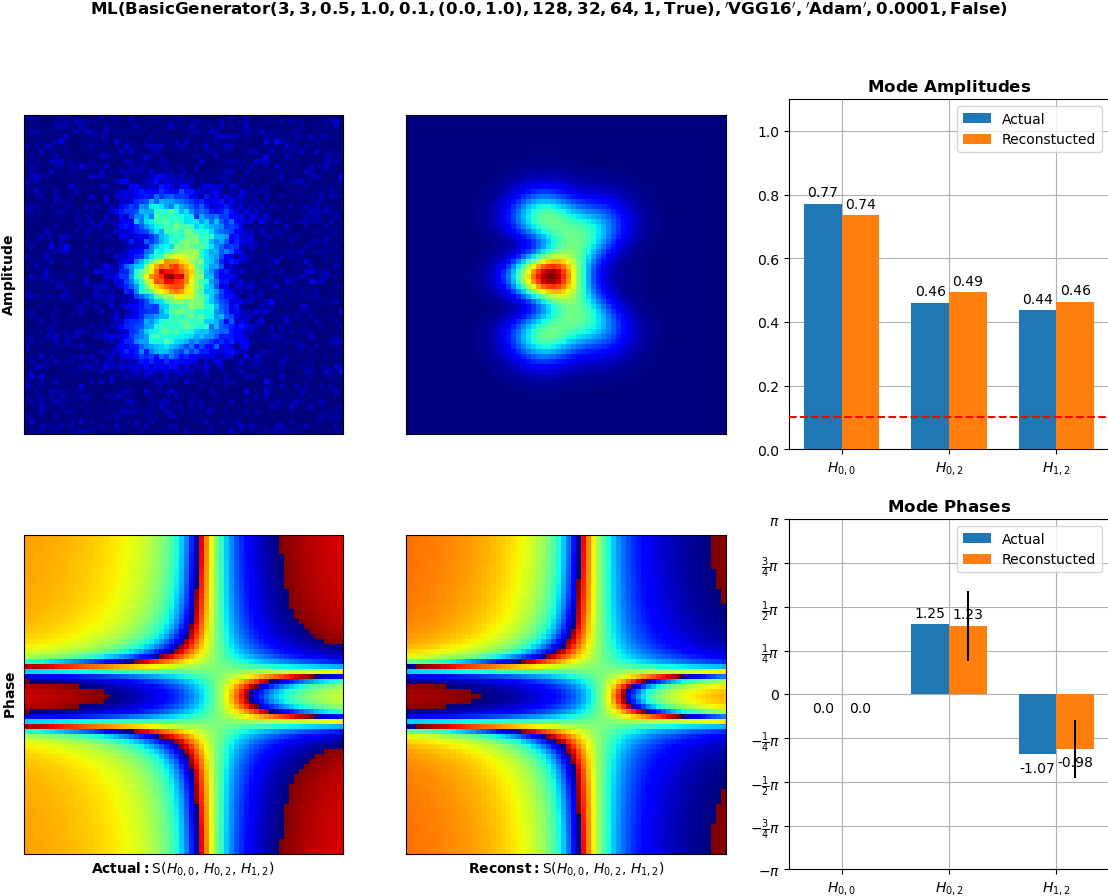 ML(BasicGenerator(3, 3, 0.5, 1.0, 0.1, (0.0, 1.0), 128, 32, 64, 1, True), ′VGG16′, ′Adam′, 0.0001, False)
Amplitude
Mode Amplitudes
Actual
Reconstucted
1.0
0.8
0.6
0.4
0.2
0.0
0.77
0.74
0.46
0.49
0.44
0.46
H0,0
H0,2
H1,2
Phase
Actual: S(H0,0, H0,2, H1,2)
Reconst: S(H0,0, H0,2, H1,2)
Mode Phases
Actual
Reconstucted
π
3/4π
1/2π
1/4π
0
−1/4π
−1/2π
−3/4π
−π
0.0
0.0
1.25
1.23
-1.07
-0.98
H0,0
H0,2
H1,2